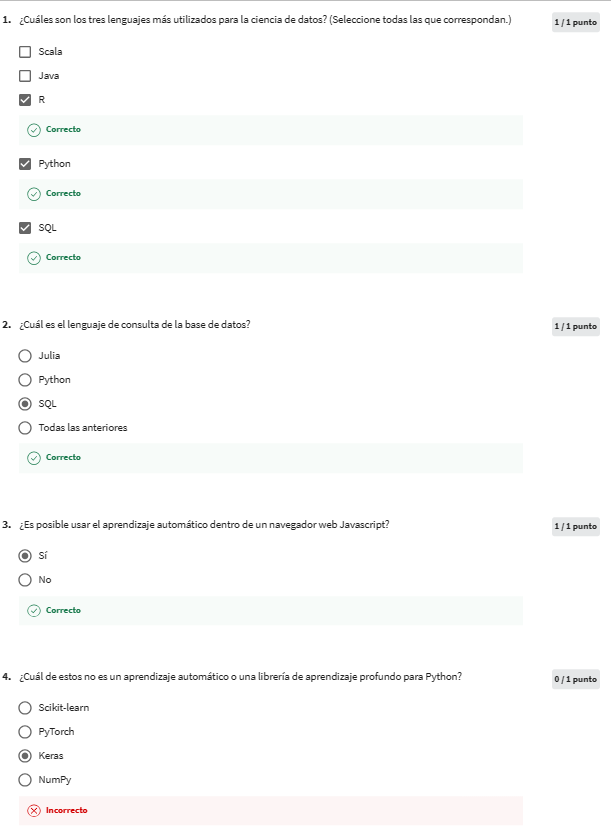 1. ¿Cuáles son los tres lenguajes más utilizados para la ciencia de datos? (Seleccione todas las que correspondan.) 1 / 1 punto
Scala
Java
R
Correcto
Python
Correcto
SQL
Correcto
2. ¿Cuál es el lenguaje de consulta de la base de datos? 1 / 1 punto
Julia
Python
SQL
Todas las anteriores
Correcto
3. ¿Es posible usar el aprendizaje automático dentro de un navegador web Javascript? 1 / 1 punto
Sí
No
Correcto
4. ¿Cuál de estos no es un aprendizaje automático o una librería de aprendizaje profundo para Python? 0 / 1 punto
Scikit-learn
PyTorch
Keras
NumPy
Incorrecto